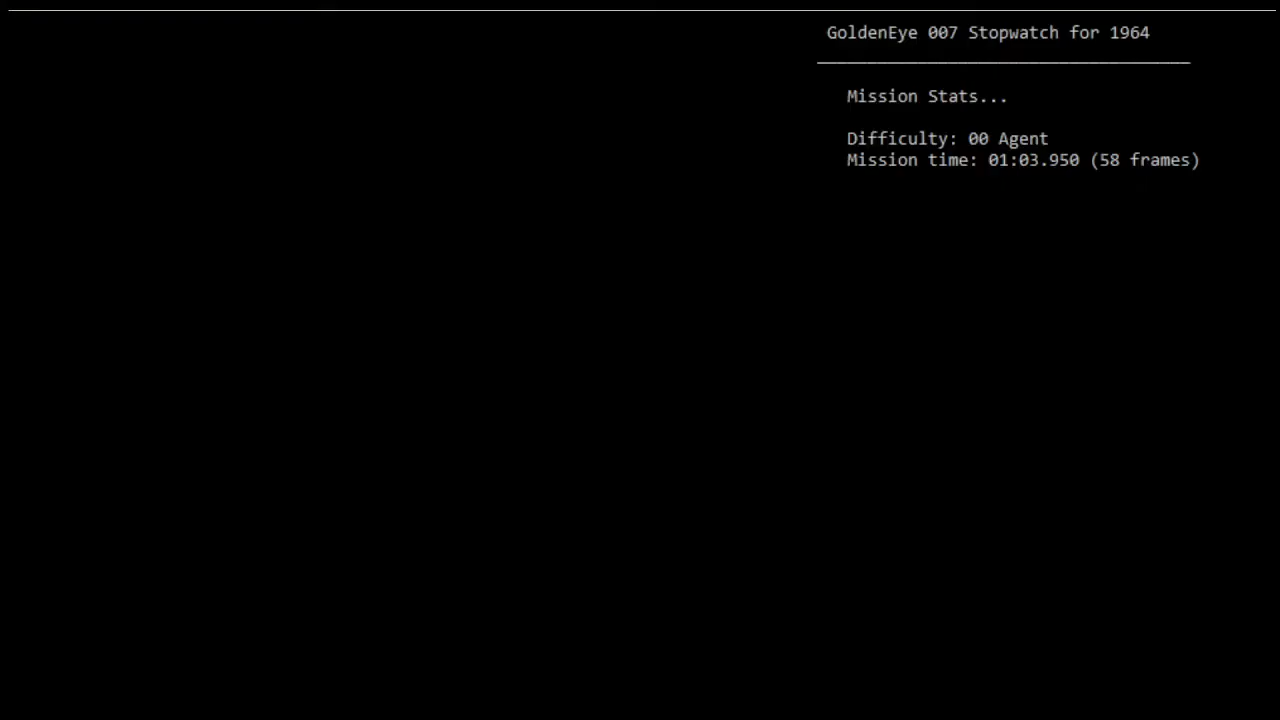 GoldenEye 007 Stopwatch for 1964
Mission Stats...
Difficulty: 00 Agent
Mission time: 01:03.950 (58 frames)